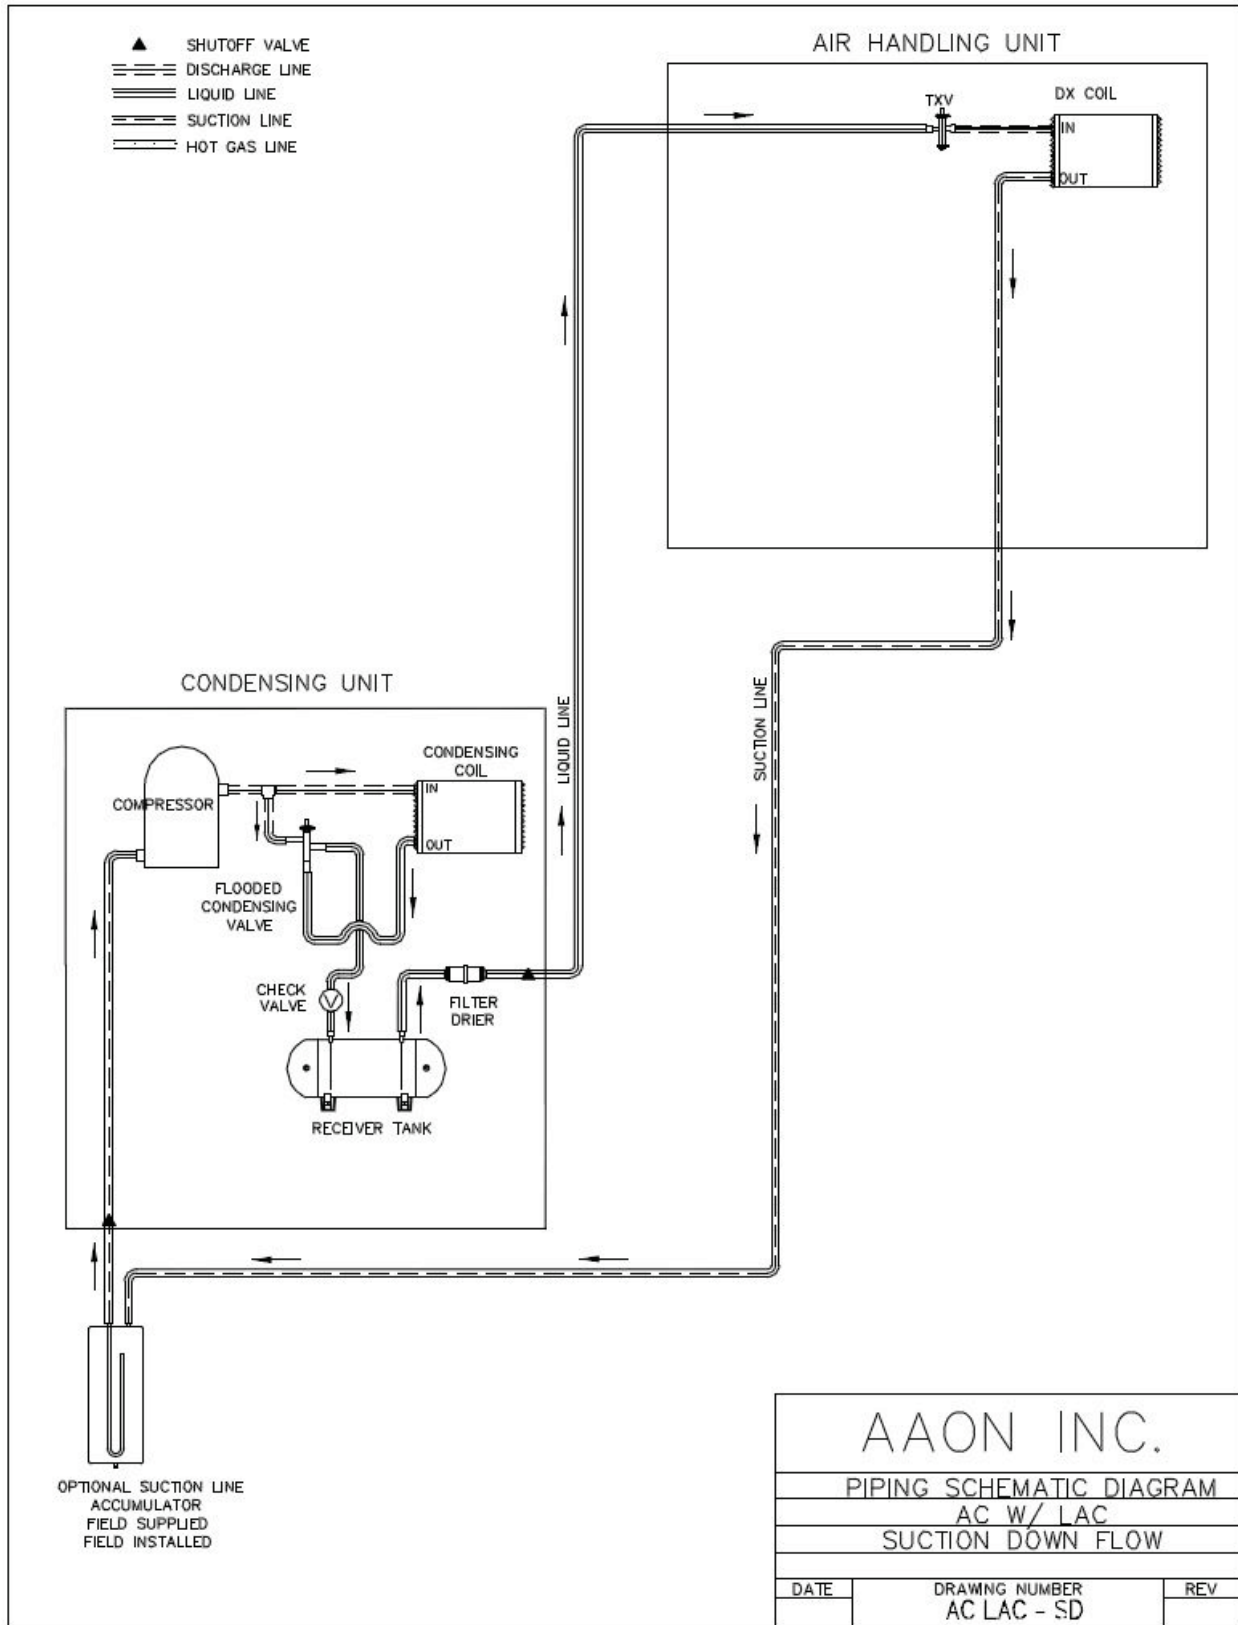 SHUTOFF VALVE
DISCHARGE LINE
LIQUID LINE
SUCTION LINE
HOT GAS LINE
AIR HANDLING UNIT
TXV
DX COIL
IN
OUT
LIQUID LINE
SUCTION LINE
CONDENSING UNIT
COMPRESSOR
CONDENSING
COIL
IN
OUT
FLOODED
CONDENSING
VALVE
CHECK
VALVE
V
FILTER
DRIER
RECEIVER TANK
OPTIONAL SUCTION LINE
ACCUMULATOR
FIELD SUPPLIED
FIELD INSTALLED
AAON INC.
PIPING SCHEMATIC DIAGRAM
AC W/ LAC
SUCTION DOWN FLOW
DATE
DRAWING NUMBER
AC LAC - SD
REV